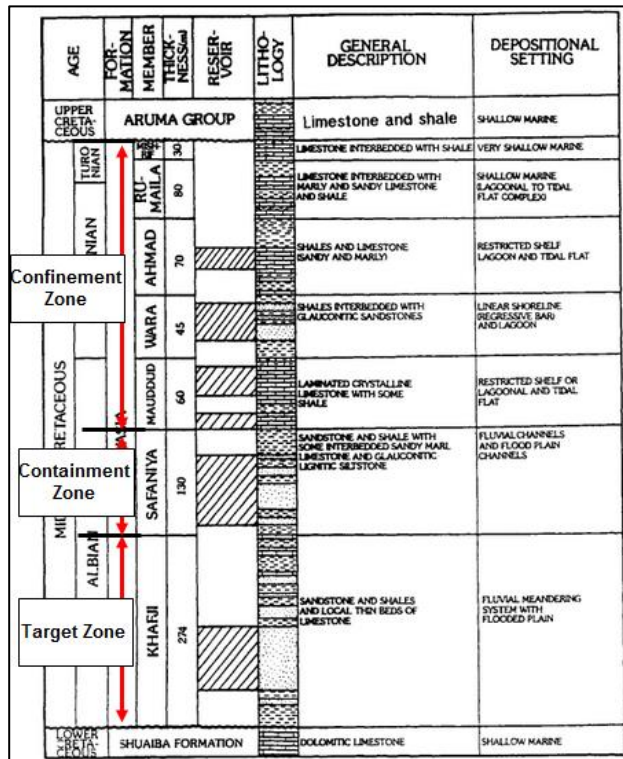 AGE
FOR-
MATION
MEMBER
THICK-
NESS(m)
RESER-
VOIR
LITHO-
LOGY
GENERAL
DESCRIPTION
DEPOSITIONAL
SETTING
UPPER
CRETA-
CEOUS
ARUMA GROUP
Limestone and shale
SHALLOW MARINE
TURO
NIAN
30
LIMESTONE INTERBEDDED WITH SHALE
VERY SHALLOW MARINE
RU-
MAILA
80
LIMESTONE INTERBEDDED WITH
MARLY AND SANDY LIMESTONE
AND SHALE
SHALLOW MARINE
(LAGOONAL TO TIDAL
FLAT COMPLEX)
NIAN
Confinement
Zone
AHMAD
70
SHALES AND LIMESTONE
(SANDY AND MARLY)
RESTRICTED SHELF
LAGOON AND TIDAL FLAT
WARA
45
SHALES INTERBEDDED WITH
GLAUCONITIC SANDSTONES
LINEAR SHORELINE
(REGRESSIVE BAR)
AND LAGOON
MID
RETACEOUS
MAUDDUD
60
LAMINATED CRYSTALLINE
LIMESTONE WITH SOME
SHALE
RESTRICTED SHELF OR
LAGOONAL AND TIDAL
FLAT
Containment
Zone
SAFANIYA
130
SANDSTONE AND SHALE WITH
SOME INTERBEDDED SANDY MARL
LIMESTONE AND GLAUCONITIC
LIGNITIC SILTSTONE
FLUVIAL CHANNELS
AND FLOOD PLAIN
CHANNELS
ALBIAN
Target Zone
KHAFJI
274
SANDSTONE AND SHALES
AND LOCAL THIN BEDS OF
LIMESTONE
FLUVIAL MEANDERING
SYSTEM WITH
FLOODED PLAIN
LOWER
CRETA-
CEOUS
SHUAIBA FORMATION
DOLOMITIC LIMESTONE
SHALLOW MARINE